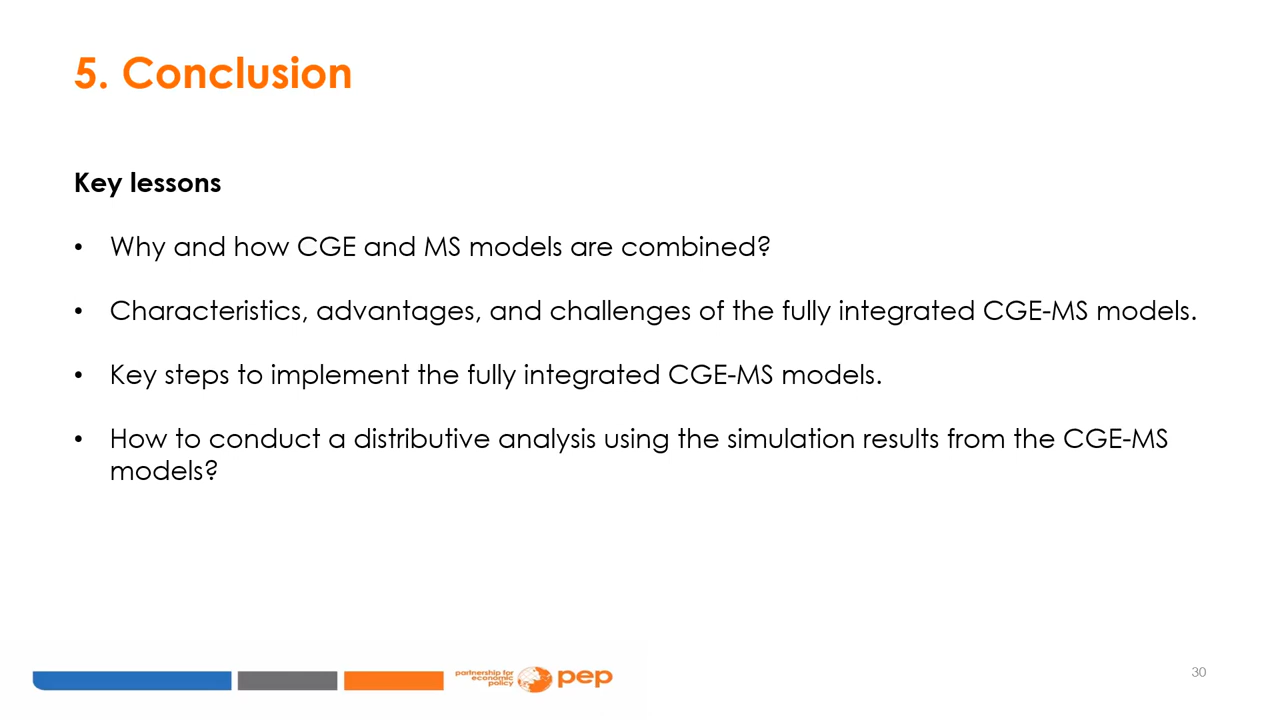 5. Conclusion
Key lessons
• Why and how CGE and MS models are combined?
• Characteristics, advantages, and challenges of the fully integrated CGE-MS models.
• Key steps to implement the fully integrated CGE-MS models.
• How to conduct a distributive analysis using the simulation results from the CGE-MS
models?
partnership for
economic
policy
pep
30